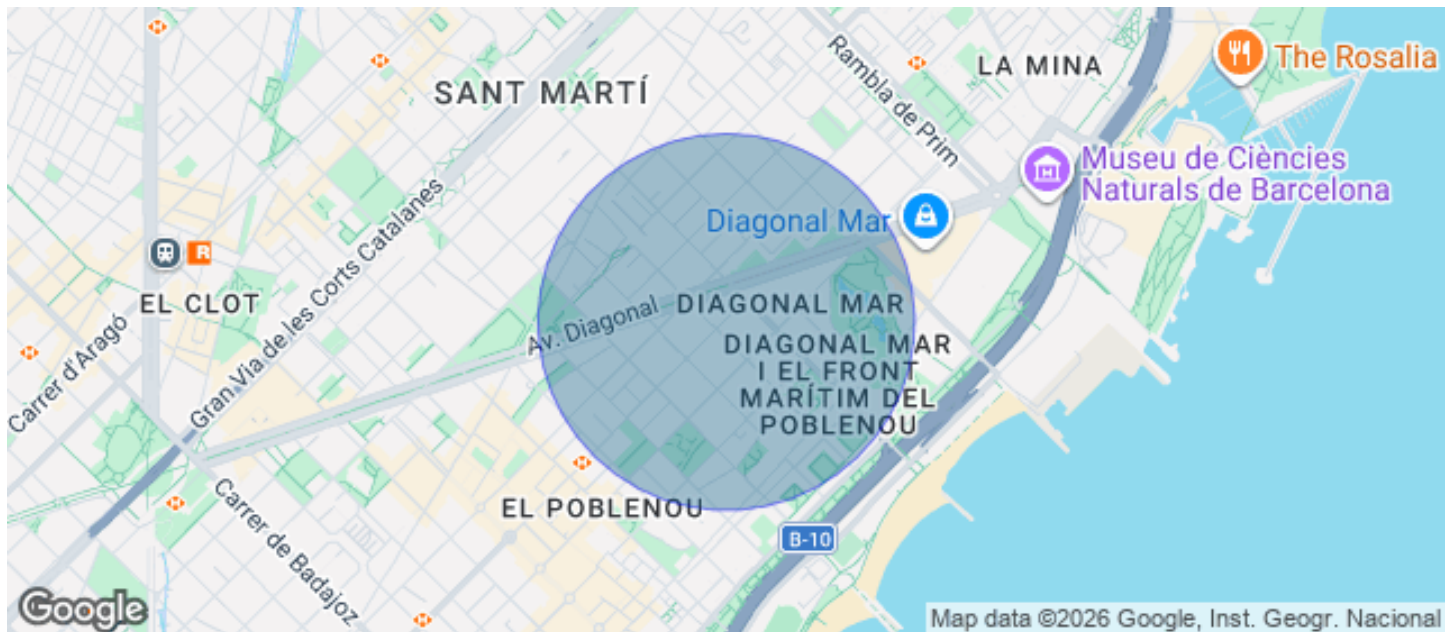 The Rosalia
LA MINA
Rambla de Prim
SANT MARTÍ
Museu de Ciències
Naturals de Barcelona
Diagonal Mar
R
EL CLOT
Gran Via de les Corts Catalanes
Av. Diagonal
DIAGONAL MAR
DIAGONAL MAR
I EL FRONT
MARÍTIM DEL
POBLENOU
Carrer d'Aragó
EL POBLENOU
Carrer de Badajoz
B-10
Google
Map data ©2026 Google, Inst. Geogr. Nacional